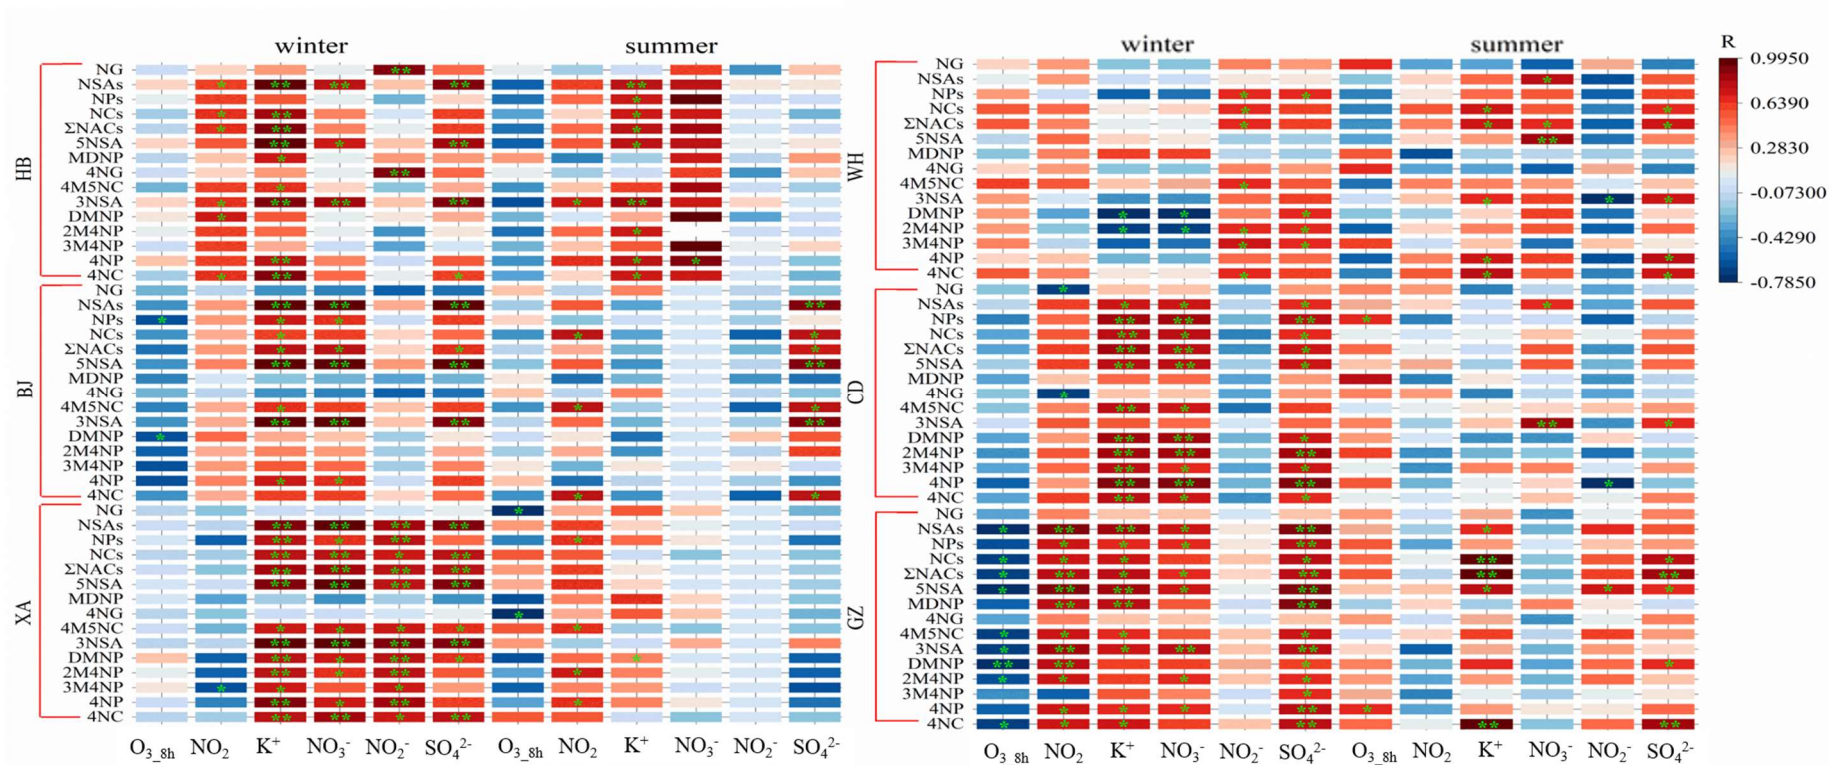 winter summer
HB
NG
NSAs
NPs
NCs
ΣNACs
5NSA
MDNP
4NG
4M5NC
3NSA
DMNP
2M4NP
3M4NP
4NP
4NC
BJ
NG
NSAs
NPs
NCs
ΣNACs
5NSA
MDNP
4NG
4M5NC
3NSA
DMNP
2M4NP
3M4NP
4NP
4NC
XA
NG
NSAs
NPs
NCs
ΣNACs
5NSA
MDNP
4NG
4M5NC
3NSA
DMNP
2M4NP
3M4NP
4NP
4NC
O3_8h NO2 K+ NO3- NO2- SO42- O3_8h NO2 K+ NO3- NO2- SO42-
winter summer
WH
NG
NSAs
NPs
NCs
ΣNACs
5NSA
MDNP
4NG
4M5NC
3NSA
DMNP
2M4NP
3M4NP
4NP
4NC
CD
NG
NSAs
NPs
NCs
ΣNACs
5NSA
MDNP
4NG
4M5NC
3NSA
DMNP
2M4NP
3M4NP
4NP
4NC
GZ
NG
NSAs
NPs
NCs
ΣNACs
5NSA
MDNP
4NG
4M5NC
3NSA
DMNP
2M4NP
3M4NP
4NP
4NC
O3_8h NO2 K+ NO3- NO2- SO42- O3_8h NO2 K+ NO3- NO2- SO42-
R
0.9950
0.6390
0.2830
-0.07300
-0.4290
-0.7850